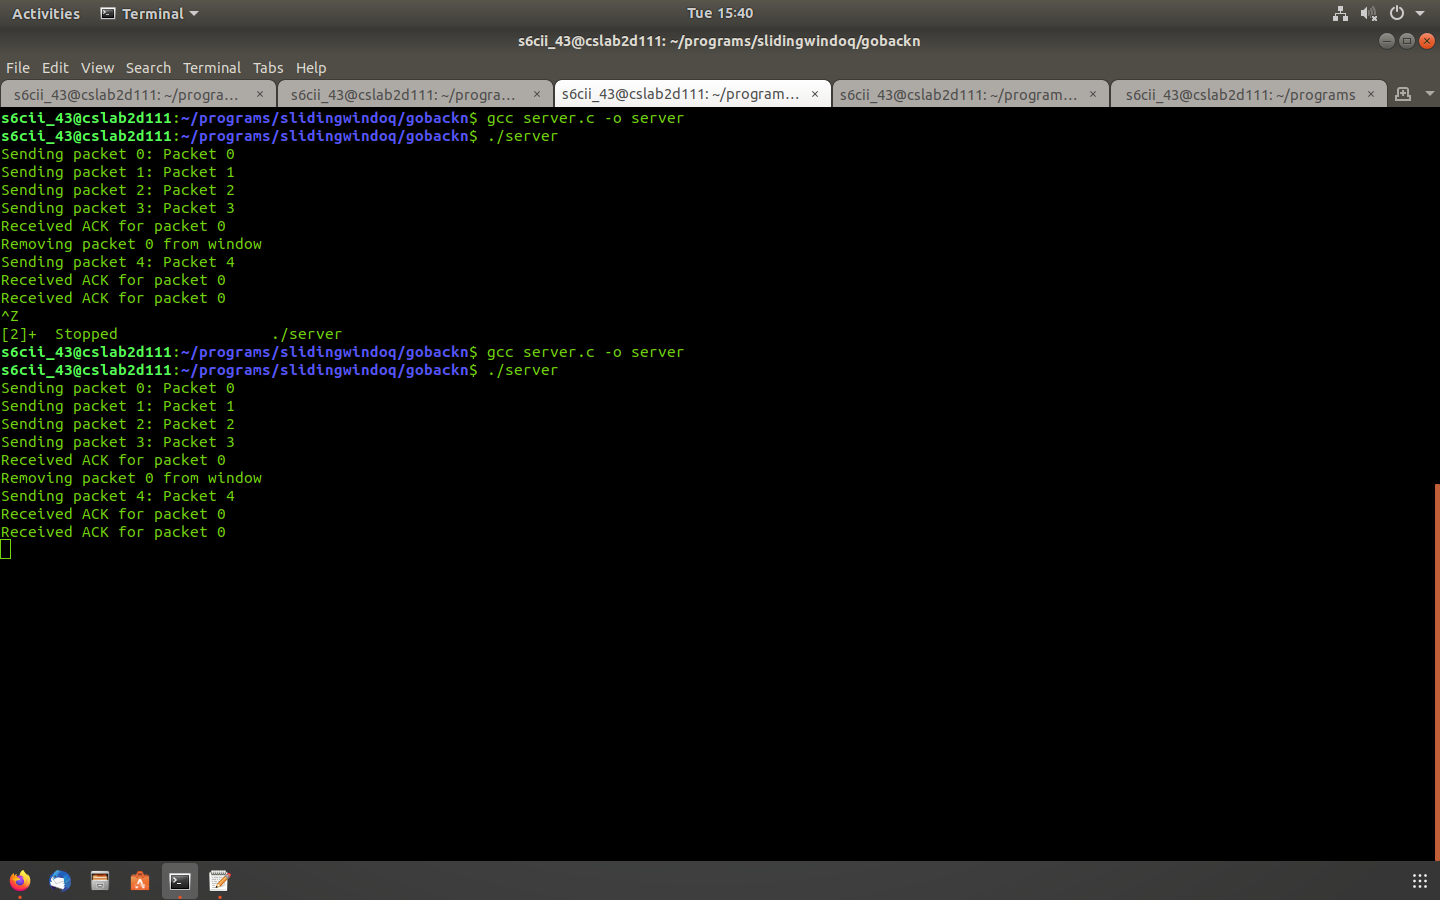 Activities Terminal Tue 15:40
s6cii_43@cslab2d111: ~/programs/slidingwindoq/gobackn
File Edit View Search Terminal Tabs Help
s6cii_43@cslab2d111: ~/progra... × s6cii_43@cslab2d111: ~/progra... × s6cii_43@cslab2d111: ~/program... × s6cii_43@cslab2d111: ~/program... × s6cii_43@cslab2d111: ~/programs ×
s6cii_43@cslab2d111:~/programs/slidingwindoq/gobackn$ gcc server.c -o server
s6cii_43@cslab2d111:~/programs/slidingwindoq/gobackn$ ./server
Sending packet 0: Packet 0
Sending packet 1: Packet 1
Sending packet 2: Packet 2
Sending packet 3: Packet 3
Received ACK for packet 0
Removing packet 0 from window
Sending packet 4: Packet 4
Received ACK for packet 0
Received ACK for packet 0
^Z
[2]+  Stopped                 ./server
s6cii_43@cslab2d111:~/programs/slidingwindoq/gobackn$ gcc server.c -o server
s6cii_43@cslab2d111:~/programs/slidingwindoq/gobackn$ ./server
Sending packet 0: Packet 0
Sending packet 1: Packet 1
Sending packet 2: Packet 2
Sending packet 3: Packet 3
Received ACK for packet 0
Removing packet 0 from window
Sending packet 4: Packet 4
Received ACK for packet 0
Received ACK for packet 0